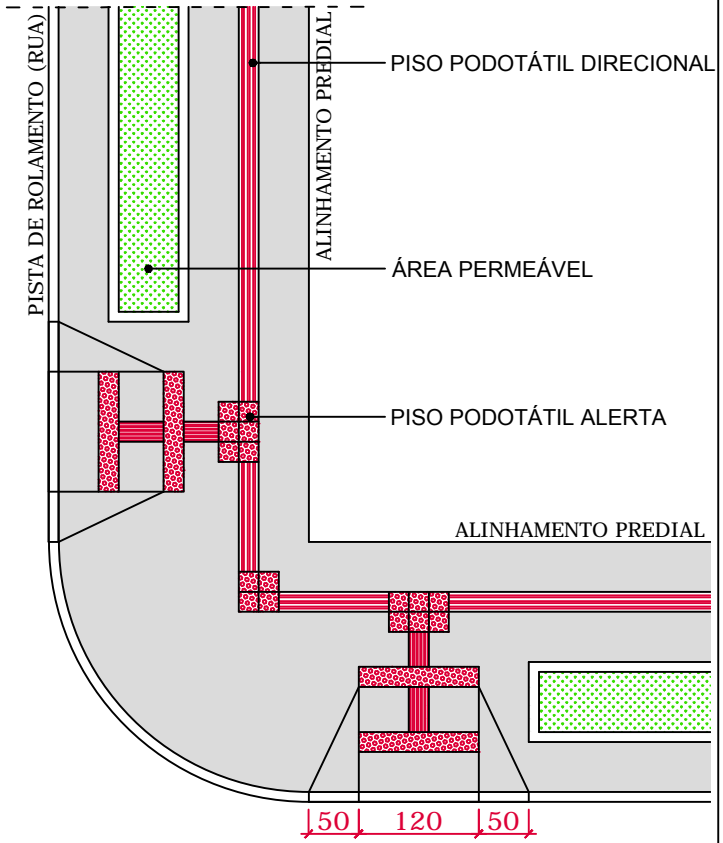 PISO PODOTÁTIL DIRECIONAL
PISTA DE ROLAMENTO (RUA)
ALINHAMENTO PREDIAL
ÁREA PERMEÁVEL
PISO PODOTÁTIL ALERTA
ALINHAMENTO PREDIAL
50
120
50